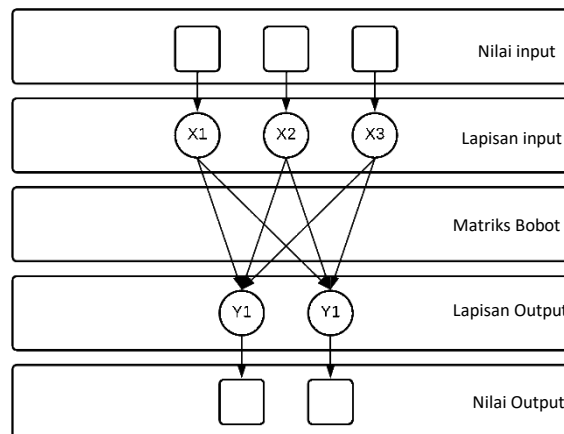 Nilai input
X1 X2 X3 Lapisan input
Matriks Bobot
Y1 Y1 Lapisan Output
Nilai Output